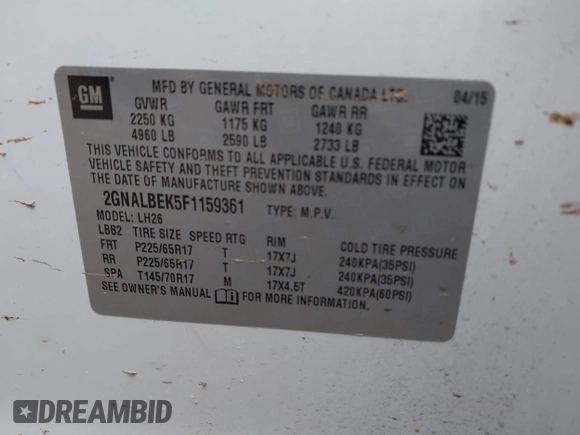 GM
MFD BY GENERAL MOTORS OF CANADA LTD. 04/15
GVWR GAWR FRT GAWR RR
2250 KG 1175 KG 1240 KG
4960 LB 2590 LB 2733 LB
THIS VEHICLE CONFORMS TO ALL APPLICABLE U.S. FEDERAL MOTOR
VEHICLE SAFETY AND THEFT PREVENTION STANDARDS IN EFFECT ON
DATE OF MANUFACTURE SHOWN ABOVE.
2GNALBEK5F1159361 TYPE: M.P.V.
MODEL: LH26
LBB2 TIRE SIZE SPEED RTG RIM COLD TIRE PRESSURE
FRT P225/65R17 T 17X7J 240KPA(35PSI)
RR P225/65R17 T 17X7J 240KPA(35PSI)
SPA T145/70R17 M 17X4.5T 420KPA(60PSI)
SEE OWNER'S MANUAL FOR MORE INFORMATION.
DREAMBID